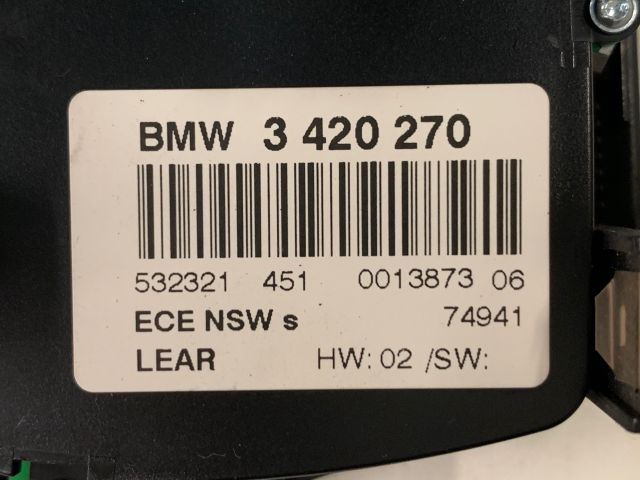 BMW 3 420 270
532321 451 0013873 06
ECE NSW s 74941
LEAR HW: 02 /SW: